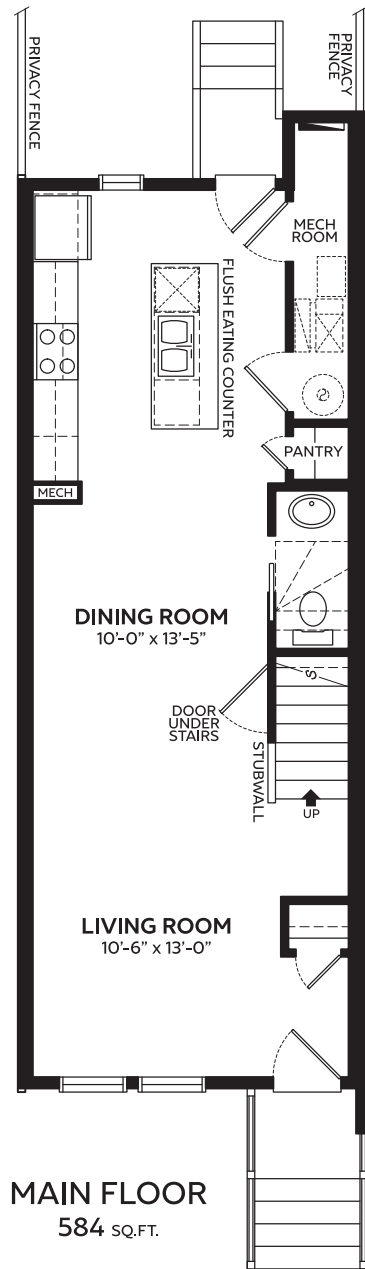 PRIVACY FENCE
PRIVACY
FENCE
MECH
ROOM
FLUSH EATING COUNTER
PANTRY
MECH
DINING ROOM
10'-0" x 13'-5"
S
DOOR
UNDER
STAIRS
STUBWALL
UP
LIVING ROOM
10'-6" x 13'-0"
MAIN FLOOR
584 SQ.FT.